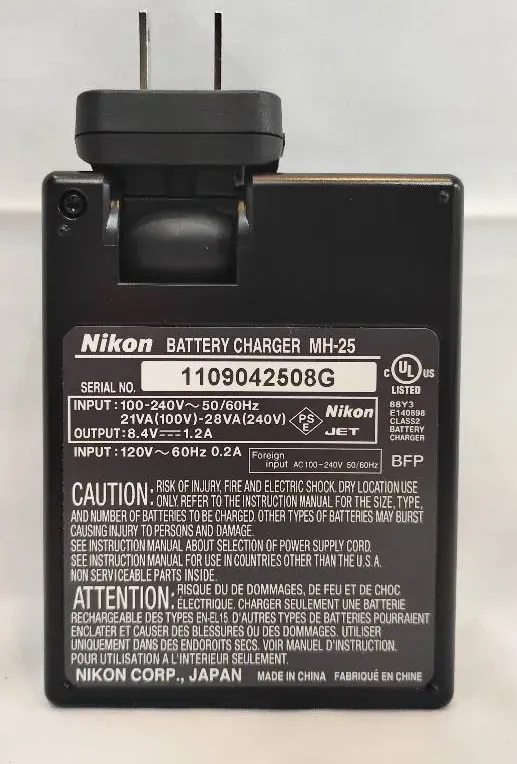 Nikon BATTERY CHARGER MH-25
SERIAL NO. 1109042508G
C UL US
LISTED
88Y3
E140898
CLASS2
BATTERY
CHARGER
INPUT:100-240V~50/60Hz
21VA(100V)-28VA(240V)
OUTPUT:8.4V⎓1.2A
PS
E
Nikon
JET
INPUT:120V~60Hz 0.2A
Foreign
input AC100-240V 50/60Hz
BFP
CAUTION: RISK OF INJURY, FIRE AND ELECTRIC SHOCK. DRY LOCATION USE
ONLY. REFER TO THE INSTRUCTION MANUAL FOR THE SIZE, TYPE,
AND NUMBER OF BATTERIES TO BE CHARGED. OTHER TYPES OF BATTERIES MAY BURST
CAUSING INJURY TO PERSONS AND DAMAGE.
SEE INSTRUCTION MANUAL ABOUT SELECTION OF POWER SUPPLY CORD.
SEE INSTRUCTION MANUAL FOR USE IN COUNTRIES OTHER THAN THE U.S.A.
NON SERVICEABLE PARTS INSIDE.
ATTENTION: RISQUE DU DE DOMMAGES, DE FEU ET DE CHOC
ÉLECTRIQUE. CHARGER SEULEMENT UNE BATTERIE
RECHARGEABLE DES TYPES EN-EL15. D'AUTRES TYPES DE BATTERIES POURRAIENT
ENCLATER ET CAUSER DES BLESSURES OU DES DOMMAGES. UTILISER
UNIQUEMENT DANS DES ENDROITS SECS. VOIR MANUEL D'INSTRUCTION.
POUR UTILISATION A L'INTERIEUR SEULEMENT.
NIKON CORP., JAPAN MADE IN CHINA FABRIQUÉ EN CHINE